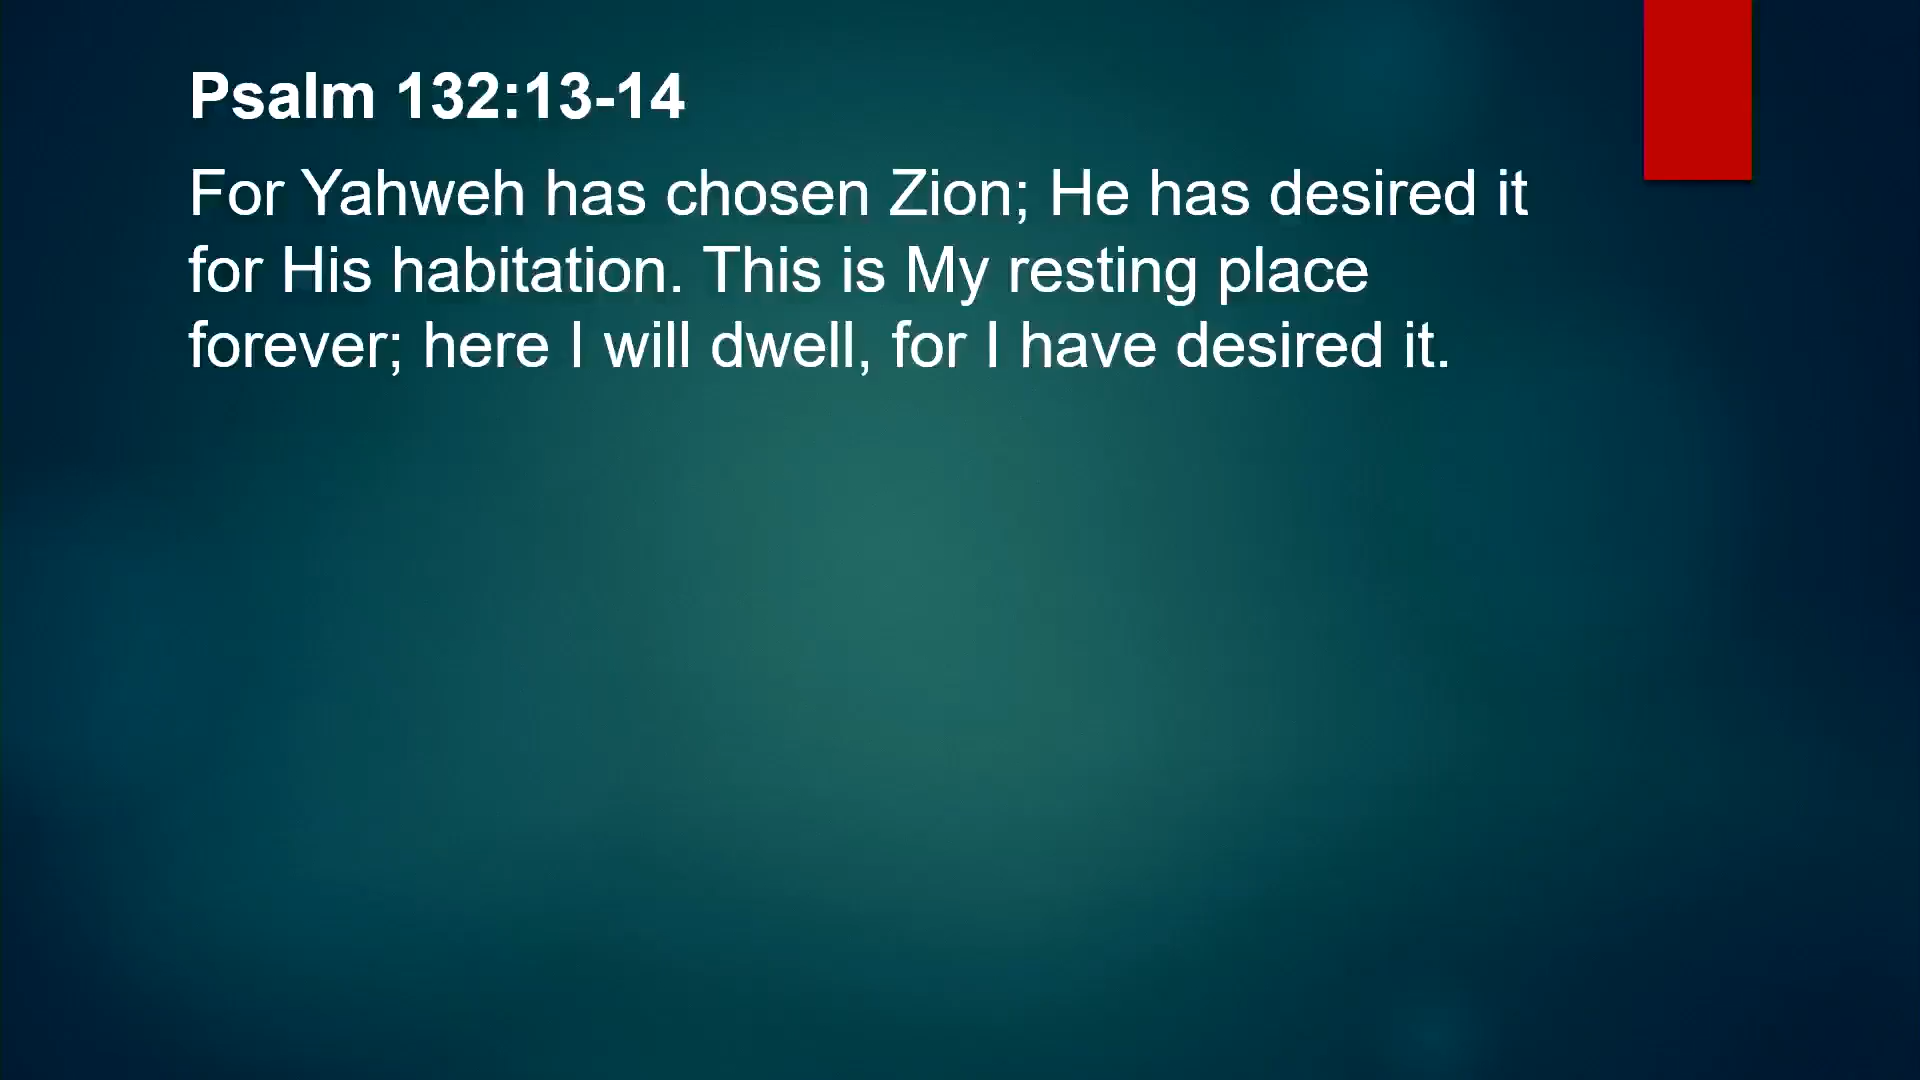 Psalm 132:13-14
For Yahweh has chosen Zion; He has desired it
for His habitation. This is My resting place
forever; here I will dwell, for I have desired it.